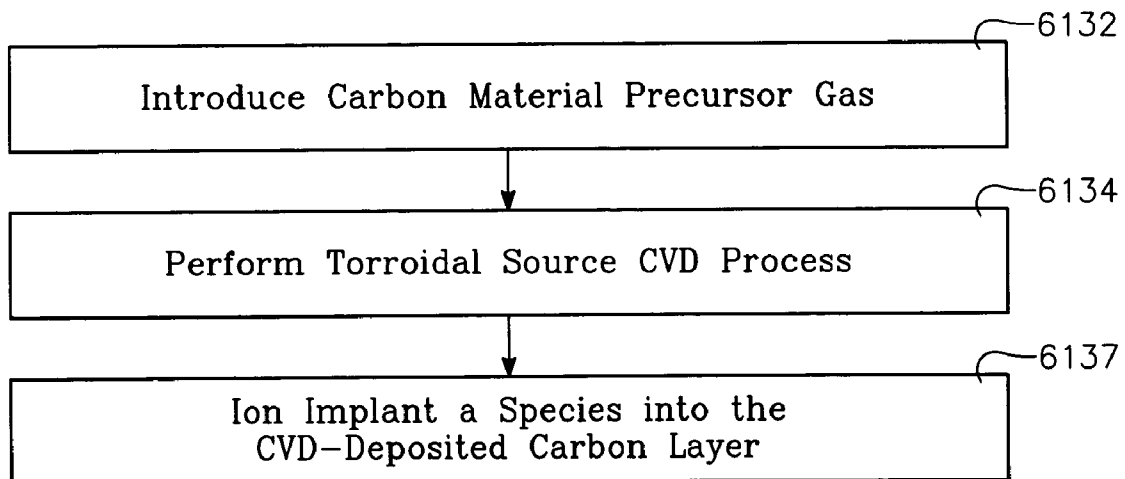 6132
Introduce Carbon Material Precursor Gas
6134
Perform Torroidal Source CVD Process
6137
Ion Implant a Species into the
CVD-Deposited Carbon Layer